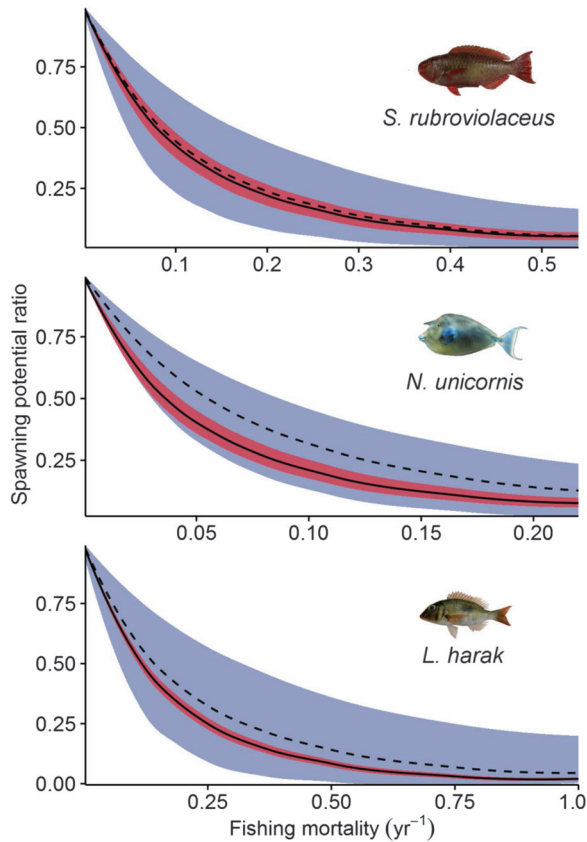 0.75
0.50
0.25
S. rubroviolaceus
0.1 0.2 0.3 0.4 0.5
Spawning potential ratio
0.75
0.50
0.25
N. unicornis
0.05 0.10 0.15 0.20
0.75
0.50
0.25
0.00
L. harak
0.25 0.50 0.75 1.0
Fishing mortality (yr⁻¹)